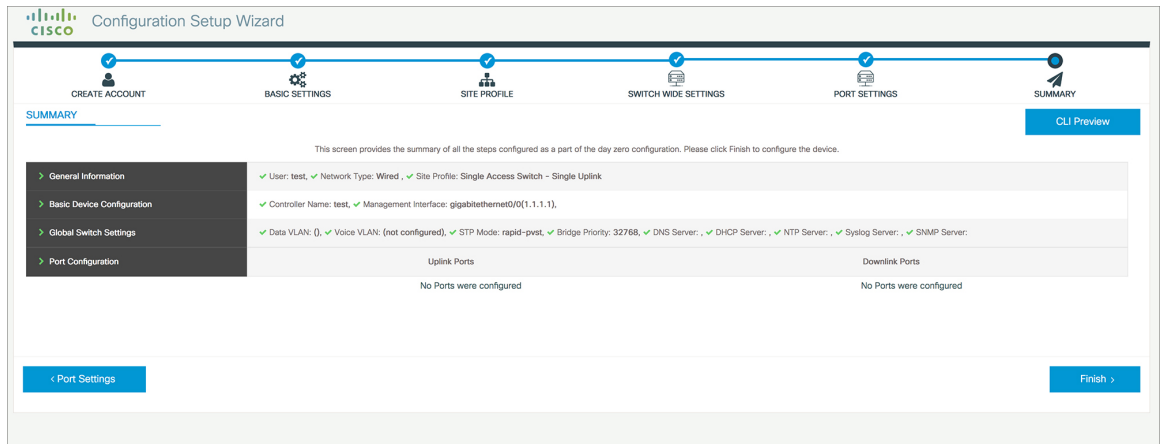 CISCO
Configuration Setup Wizard
CREATE ACCOUNT
BASIC SETTINGS
SITE PROFILE
SWITCH WIDE SETTINGS
PORT SETTINGS
SUMMARY
SUMMARY
CLI Preview
This screen provides the summary of all the steps configured as a part of the day zero configuration. Please click Finish to configure the device.
> General Information
✔ User: test, ✔ Network Type: Wired , ✔ Site Profile: Single Access Switch - Single Uplink
> Basic Device Configuration
✔ Controller Name: test, ✔ Management Interface: gigabitethernet0/0(1.1.1.1),
> Global Switch Settings
✔ Data VLAN: (), ✔ Voice VLAN: (not configured), ✔ STP Mode: rapid-pvst, ✔ Bridge Priority: 32768, ✔ DNS Server: , ✔ DHCP Server: , ✔ NTP Server: , ✔ Syslog Server: , ✔ SNMP Server:
> Port Configuration
Uplink Ports
Downlink Ports
No Ports were configured
No Ports were configured
< Port Settings
Finish >